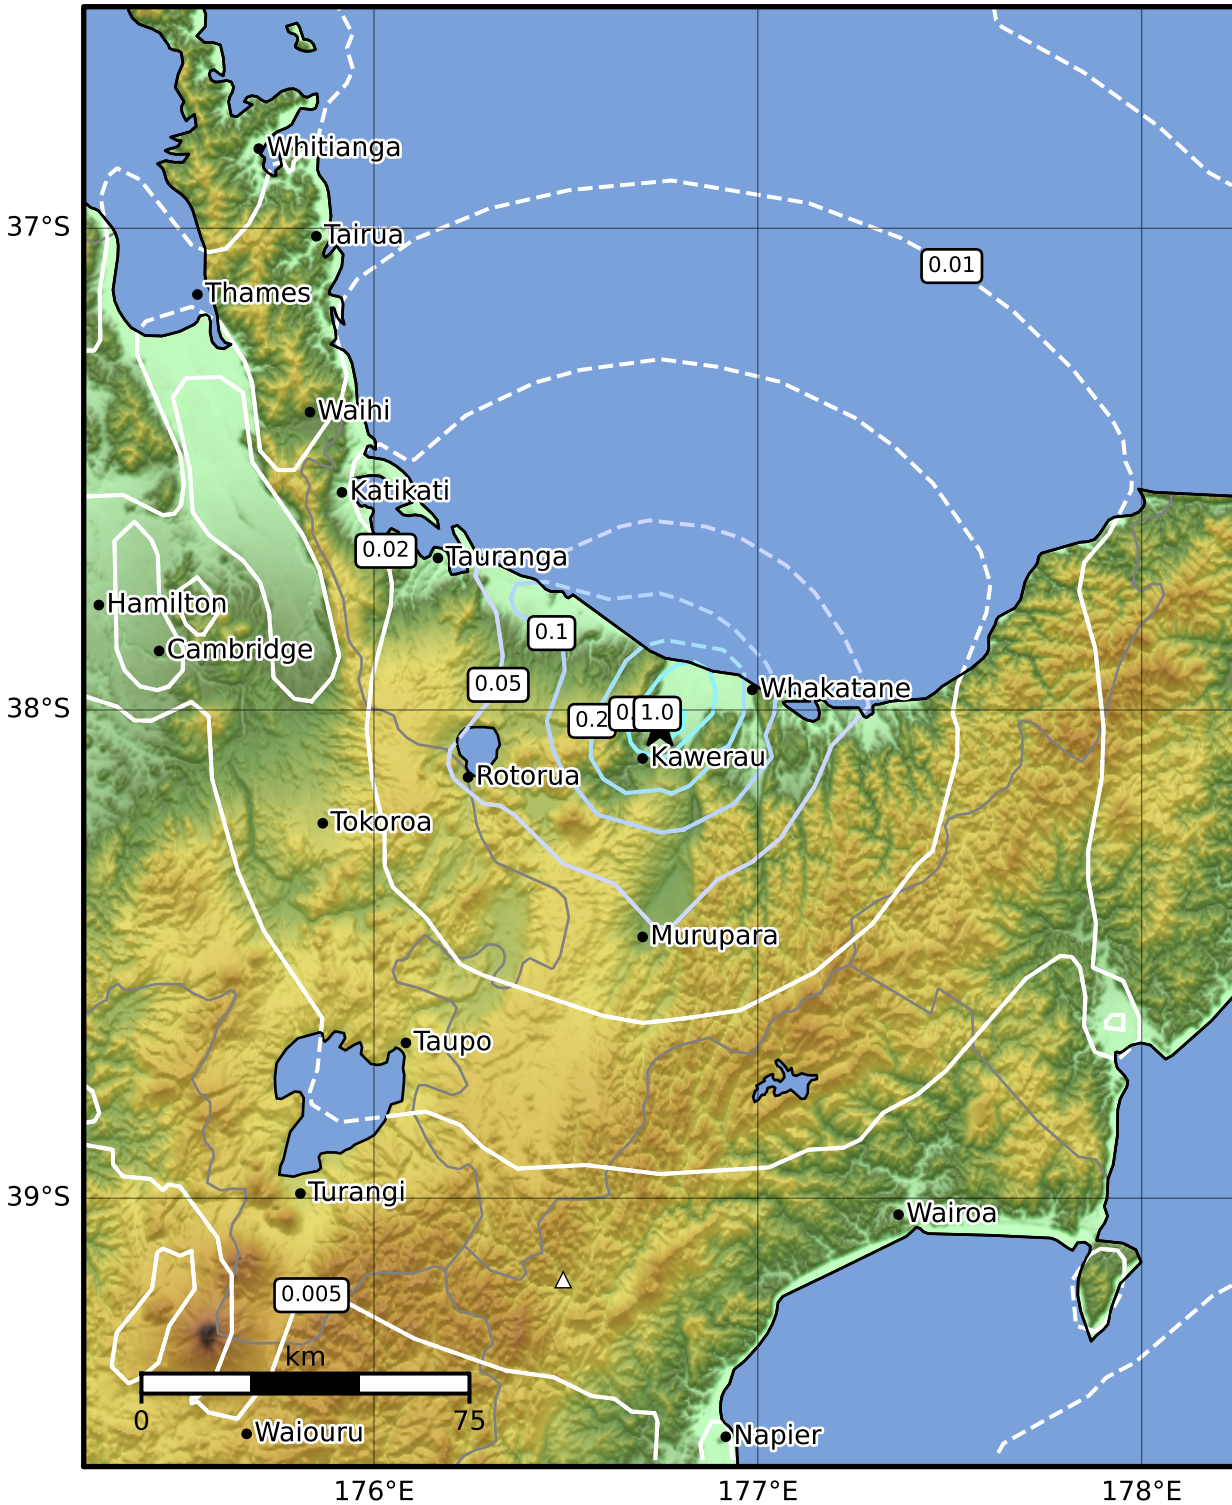 Whitianga
37°S
Tairua
0.01
Thames
Waihi
Katikati
0.02
Tauranga
Hamilton
0.1
Cambridge
0.05
Whakatane
38°S
0.2
1.0
Kawerau
Rotorua
Tokoroa
Murupara
Taupo
39°S
Turangi
Wairoa
0.005
km
0
75
Waiouru
Napier
176°E
177°E
178°E